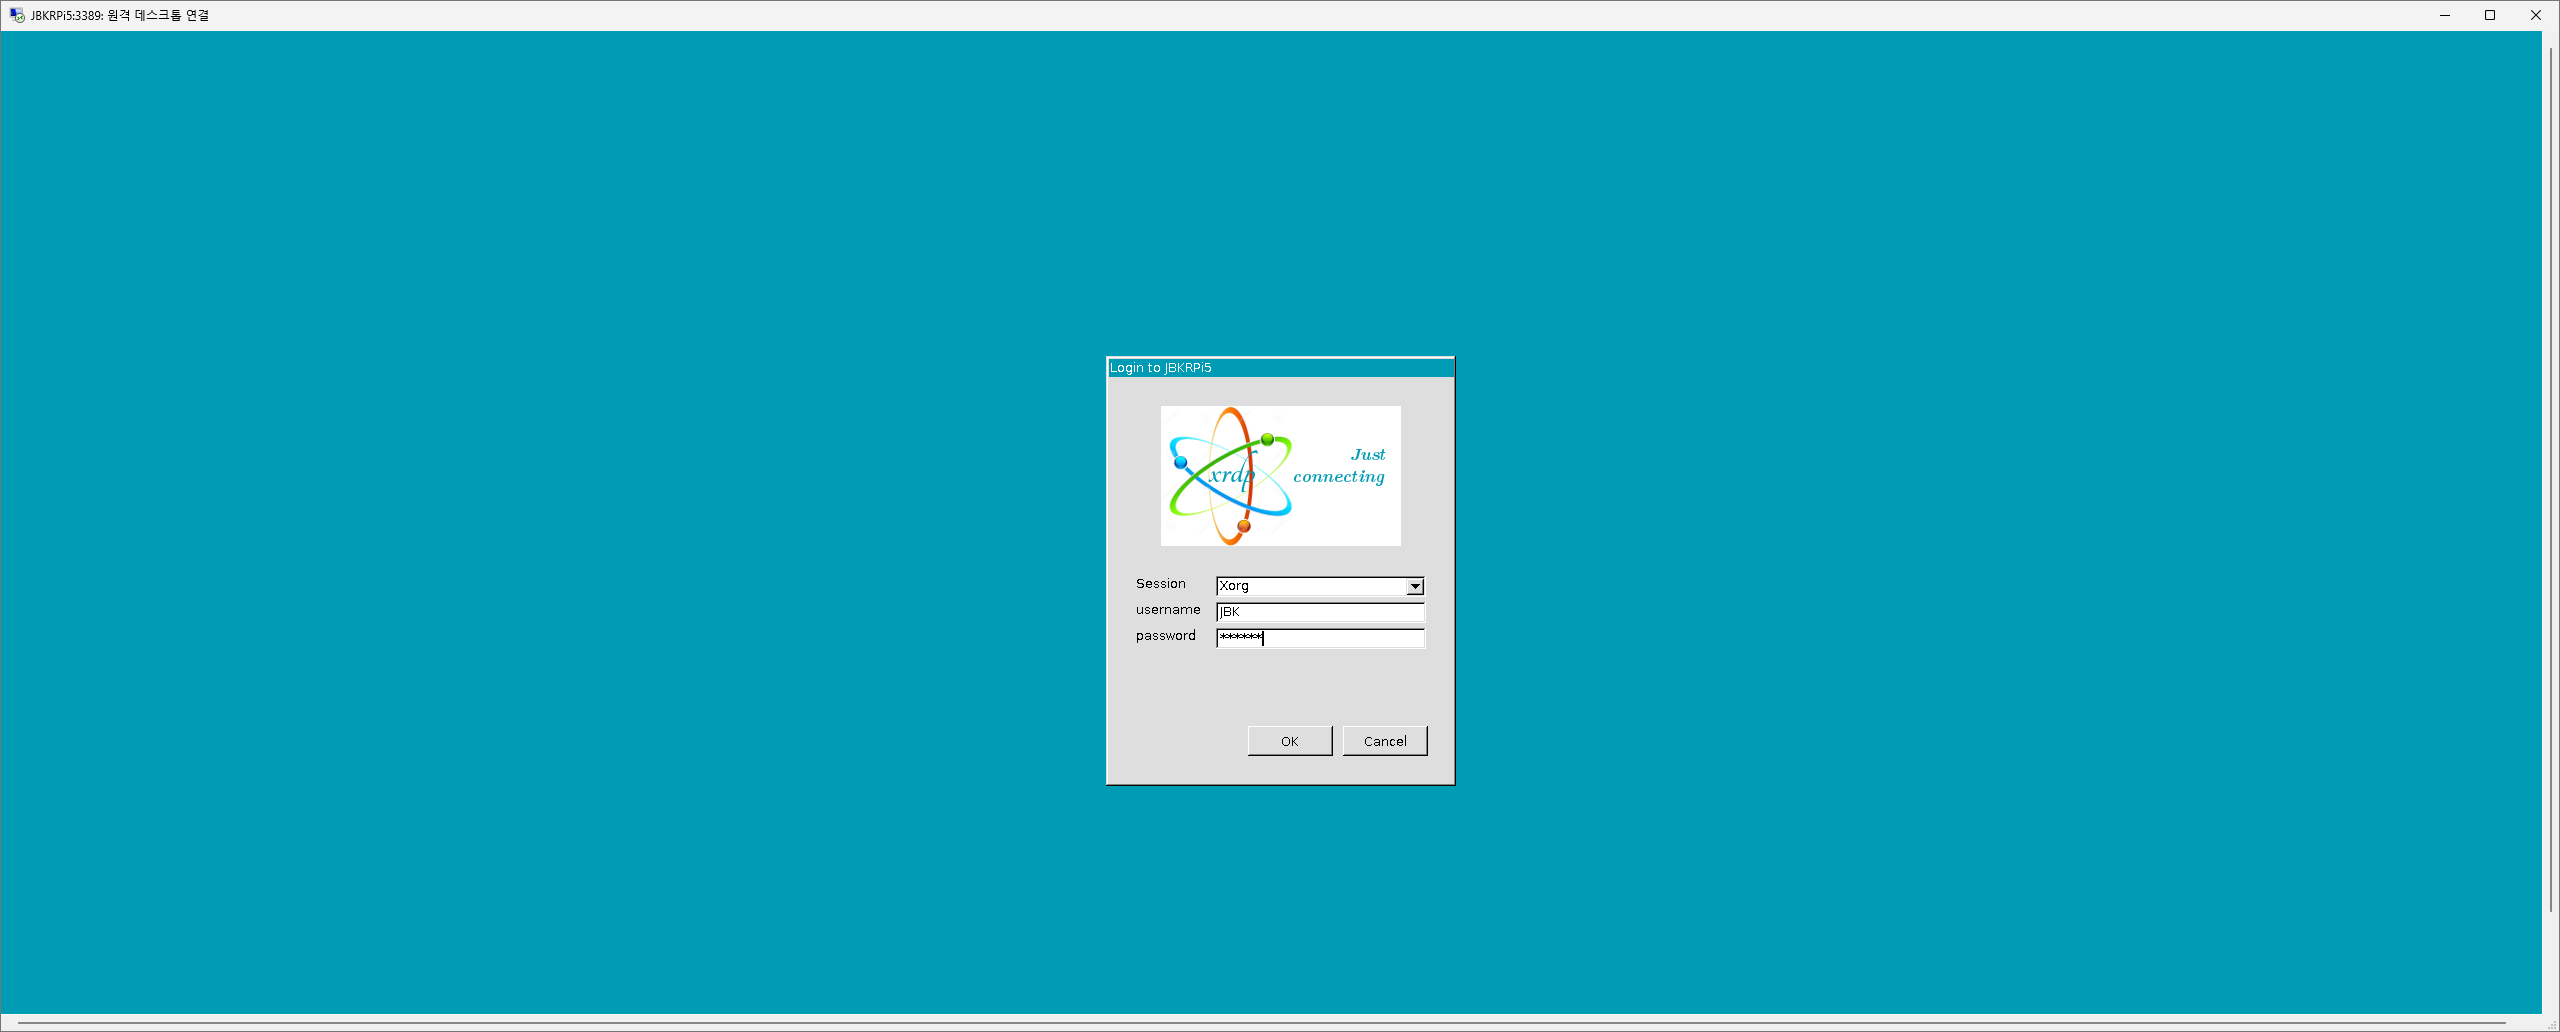 JBKRPi5:3389: 원격 데스크톱 연결
Login to JBKRPi5
xrdp
Just
connecting
Session
Xorg
username
JBK
password
******
OK
Cancel